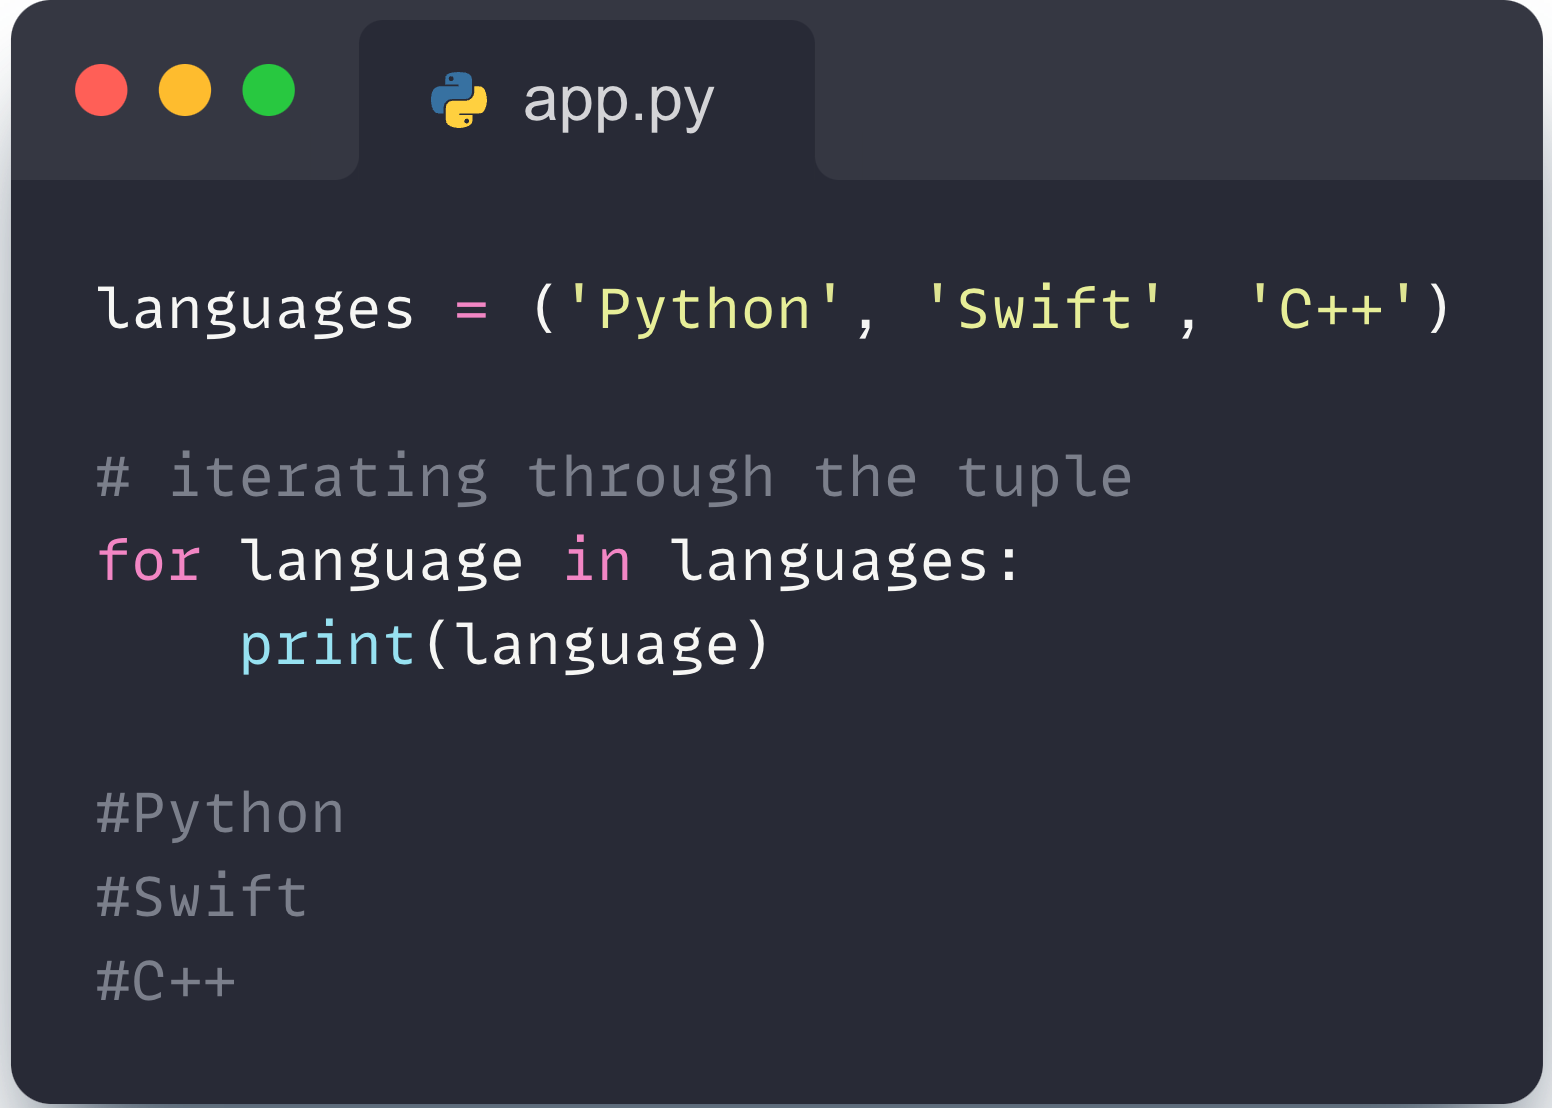 app.py
languages = ('Python', 'Swift', 'C++')
# iterating through the tuple
for language in languages:
    print(language)
#Python
#Swift
#C++